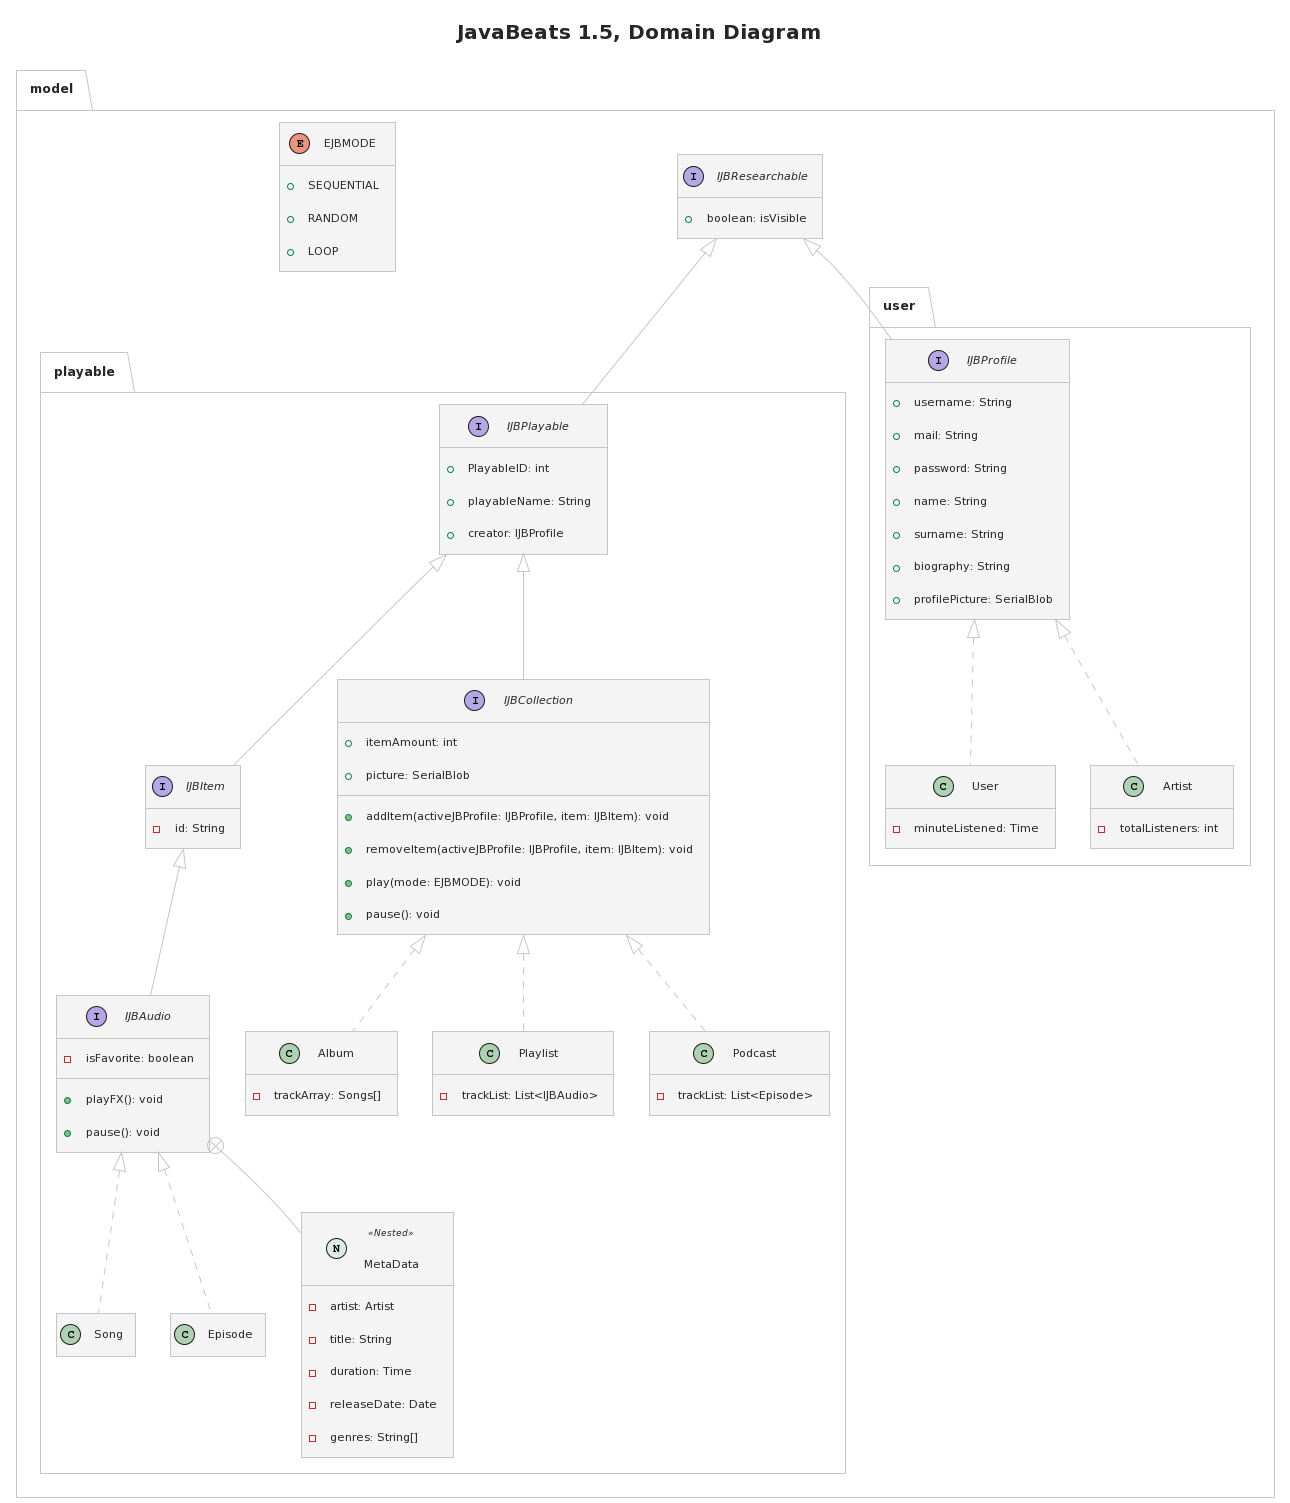 JavaBeats 1.5, Domain Diagram
model
E EJBMODE
SEQUENTIAL
RANDOM
LOOP
I IJBResearchable
boolean: isVisible
user
I IJBProfile
username: String
mail: String
password: String
name: String
surname: String
biography: String
profilePicture: SerialBlob
C User
minuteListened: Time
C Artist
totalListeners: int
playable
I IJBPlayable
PlayableID: int
playableName: String
creator: IJBProfile
I IJBCollection
itemAmount: int
picture: SerialBlob
addItem(activeJBProfile: IJBProfile, item: IJBItem): void
removeItem(activeJBProfile: IJBProfile, item: IJBItem): void
play(mode: EJBMODE): void
pause(): void
I IJBItem
id: String
I IJBAudio
isFavorite: boolean
playFX(): void
pause(): void
C Album
trackArray: Songs[]
C Playlist
trackList: List<IJBAudio>
C Podcast
trackList: List<Episode>
C Song
C Episode
«Nested»
N MetaData
artist: Artist
title: String
duration: Time
releaseDate: Date
genres: String[]